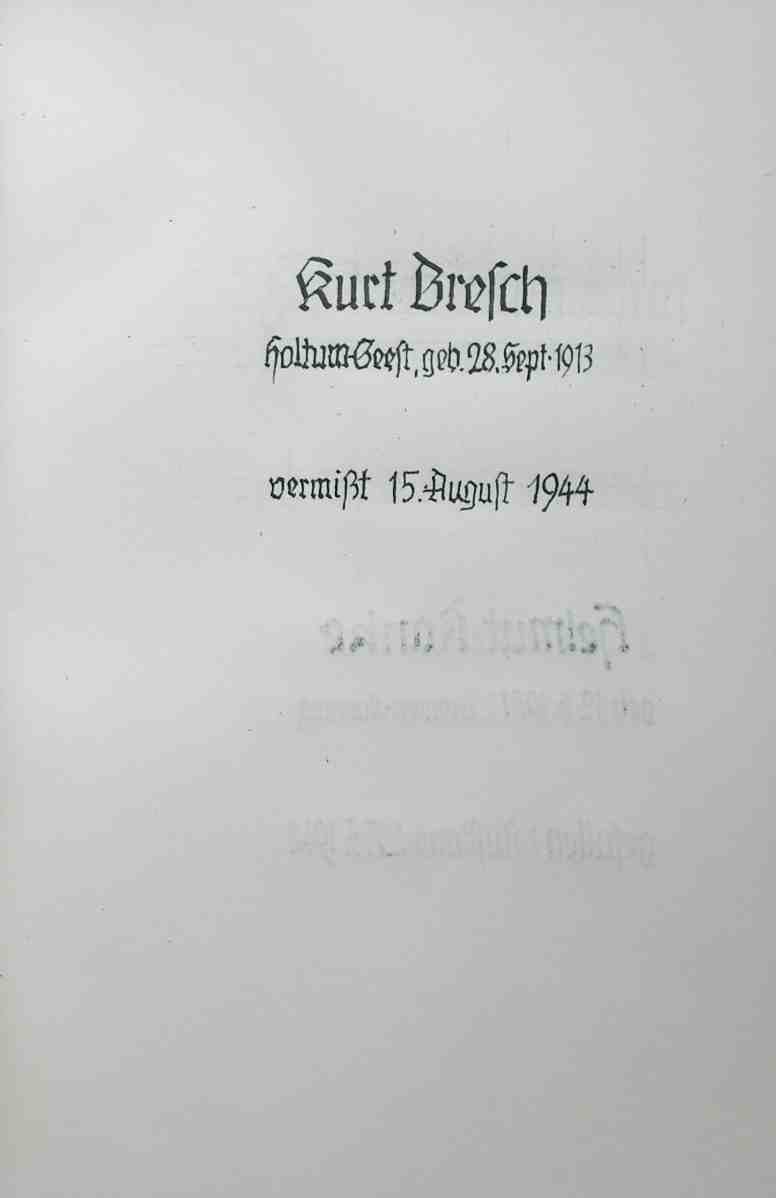 Kurt Bresch
Holtum-Geest, geb. 28. Sept. 1913
vermißt 15. August 1944